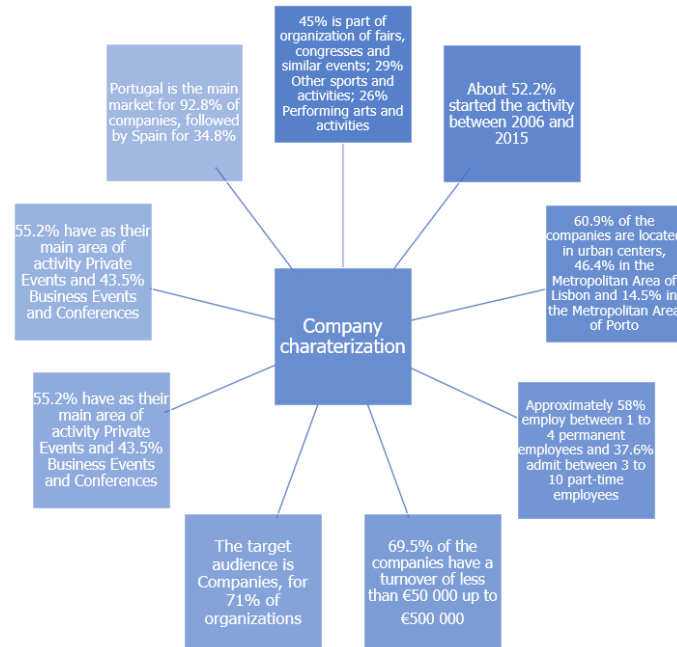 45% is part of
organization of fairs,
congresses and
similar events; 29%
Other sports and
activities; 26%
Performing arts and
activities
About 52.2%
started the activity
between 2006 and
2015
60.9% of the
companies are located
in urban centers,
46.4% in the
Metropolitan Area of
Lisbon and 14.5% in
the Metropolitan Area
of Porto
Approximately 58%
employ between 1 to
4 permanent
employees and 37.6%
admit between 3 to
10 part-time
employees
69.5% of the
companies have a
turnover of less
than €50 000 up to
€500 000
The target
audience is
Companies, for
71% of
organizations
55.2% have as their
main area of
activity Private
Events and 43.5%
Business Events
and Conferences
55.2% have as their
main area of
activity Private
Events and 43.5%
Business Events
and Conferences
Portugal is the main
market for 92.8% of
companies, followed
by Spain for 34.8%
Company
charaterization